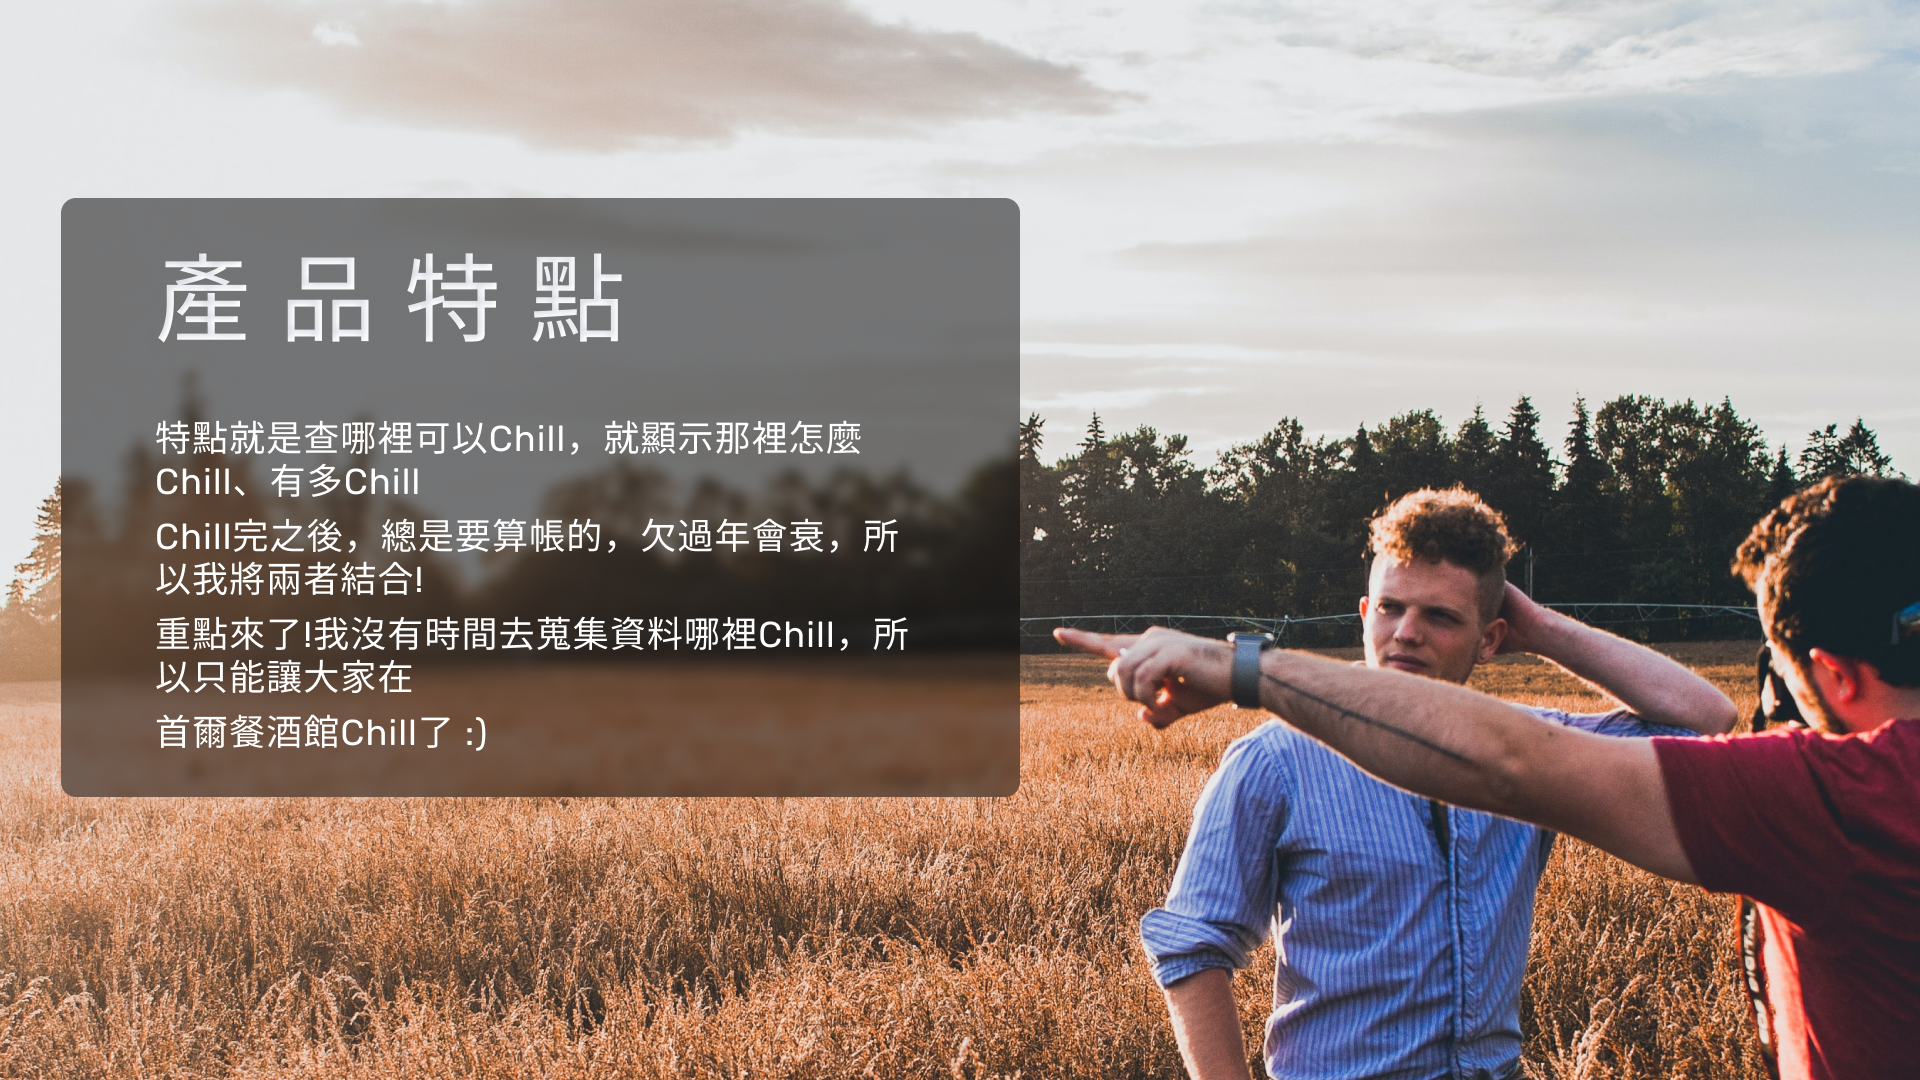 產品特點
特點就是查哪裡可以Chill，就顯示那裡怎麼
Chill、有多Chill
Chill完之後，總是要算帳的，欠過年會衰，所
以我將兩者結合!
重點來了!我沒有時間去蒐集資料哪裡Chill，所
以只能讓大家在
首爾餐酒館Chill了 :)